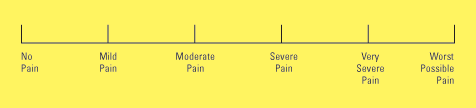 No Pain
Mild Pain
Moderate Pain
Severe Pain
Very Severe Pain
Worst Possible Pain